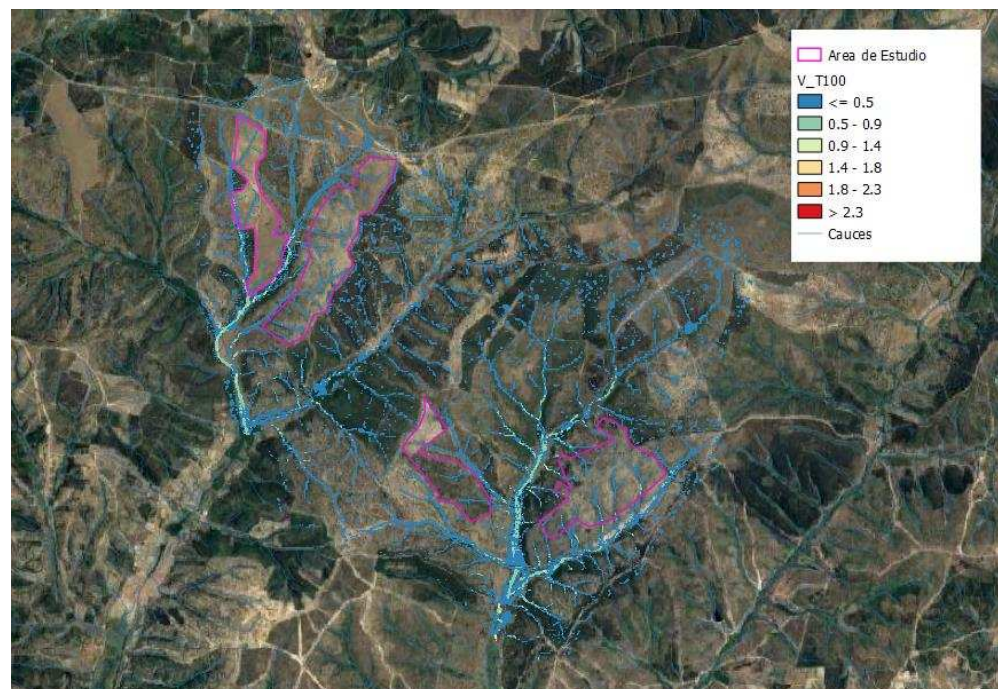 Area de Estudio
V_T100
<= 0.5
0.5 - 0.9
0.9 - 1.4
1.4 - 1.8
1.8 - 2.3
> 2.3
Cauces